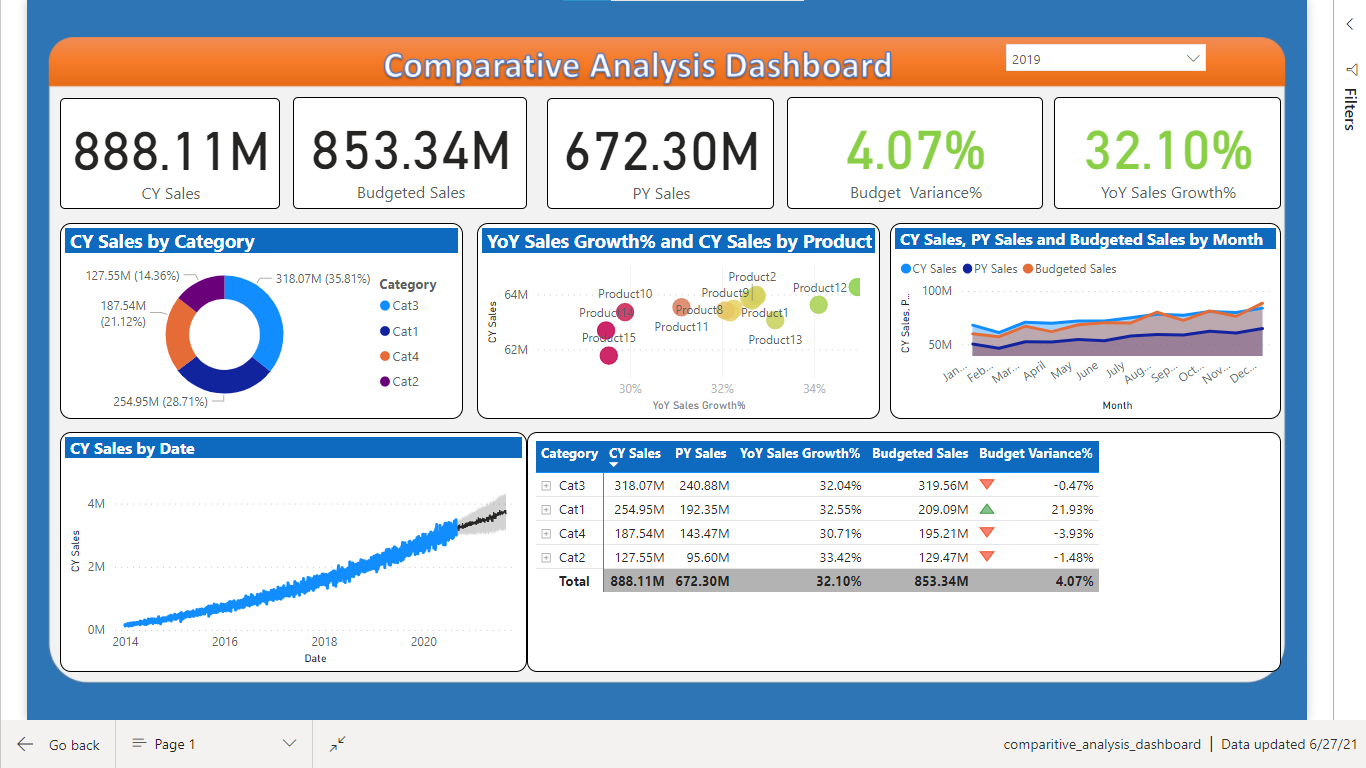 Comparative Analysis Dashboard
2019
Filters
888.11M
CY Sales
853.34M
Budgeted Sales
672.30M
PY Sales
4.07%
Budget  Variance%
32.10%
YoY Sales Growth%
CY Sales by Category
127.55M (14.36%)
318.07M (35.81%)
187.54M
(21.12%)
254.95M (28.71%)
Category
Cat3
Cat1
Cat4
Cat2
YoY Sales Growth% and CY Sales by Product
CY Sales
64M
62M
Product2
Product12
Product10
Product9
Product14
Product8
Product1
Product11
Product15
Product13
30%
32%
34%
YoY Sales Growth%
CY Sales, PY Sales and Budgeted Sales by Month
CY Sales PY Sales Budgeted Sales
CY Sales, P...
100M
50M
Jan... Feb... Mar... April May June July Aug... Sep... Oct... Nov... Dec...
Month
CY Sales by Date
CY Sales
4M
2M
0M
2014 2016 2018 2020
Date
Category CY Sales PY Sales YoY Sales Growth% Budgeted Sales Budget Variance%
Cat3 318.07M 240.88M 32.04% 319.56M -0.47%
Cat1 254.95M 192.35M 32.55% 209.09M 21.93%
Cat4 187.54M 143.47M 30.71% 195.21M -3.93%
Cat2 127.55M 95.60M 33.42% 129.47M -1.48%
Total 888.11M 672.30M 32.10% 853.34M 4.07%
Go back
Page 1
comparitive_analysis_dashboard | Data updated 6/27/21